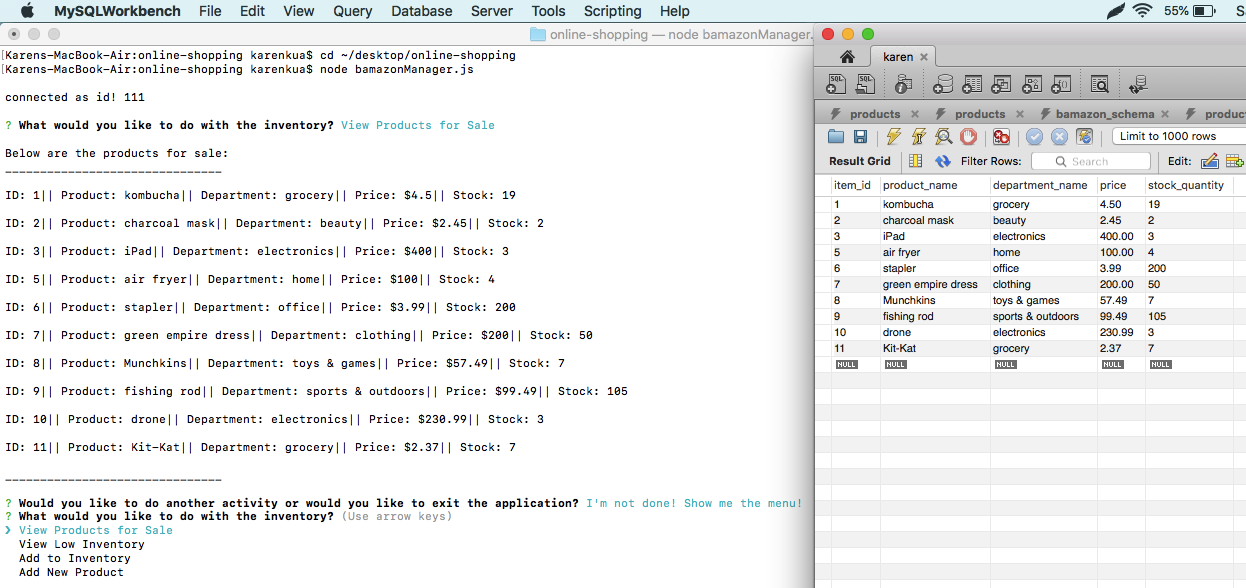 MySQLWorkbench File Edit View Query Database Server Tools Scripting Help 55% S
online-shopping — node bamazonManager.
[Karens-MacBook-Air:online-shopping karenkua$ cd ~/desktop/online-shopping
[Karens-MacBook-Air:online-shopping karenkua$ node bamazonManager.js
connected as id! 111
? What would you like to do with the inventory? View Products for Sale
Below are the products for sale:
-------------------------------
ID: 1|| Product: kombucha|| Department: grocery|| Price: $4.5|| Stock: 19
ID: 2|| Product: charcoal mask|| Department: beauty|| Price: $2.45|| Stock: 2
ID: 3|| Product: iPad|| Department: electronics|| Price: $400|| Stock: 3
ID: 5|| Product: air fryer|| Department: home|| Price: $100|| Stock: 4
ID: 6|| Product: stapler|| Department: office|| Price: $3.99|| Stock: 200
ID: 7|| Product: green empire dress|| Department: clothing|| Price: $200|| Stock: 50
ID: 8|| Product: Munchkins|| Department: toys & games|| Price: $57.49|| Stock: 7
ID: 9|| Product: fishing rod|| Department: sports & outdoors|| Price: $99.49|| Stock: 105
ID: 10|| Product: drone|| Department: electronics|| Price: $230.99|| Stock: 3
ID: 11|| Product: Kit-Kat|| Department: grocery|| Price: $2.37|| Stock: 7
-------------------------------
? Would you like to do another activity or would you like to exit the application? I'm not done! Show me the menu!
? What would you like to do with the inventory? (Use arrow keys)
❯ View Products for Sale
View Low Inventory
Add to Inventory
Add New Product
karen
SQL SQL
products products bamazon_schema produc
Limit to 1000 rows
Result Grid Filter Rows: Search Edit:
item_id product_name department_name price stock_quantity
1 kombucha grocery 4.50 19
2 charcoal mask beauty 2.45 2
3 iPad electronics 400.00 3
5 air fryer home 100.00 4
6 stapler office 3.99 200
7 green empire dress clothing 200.00 50
8 Munchkins toys & games 57.49 7
9 fishing rod sports & outdoors 99.49 105
10 drone electronics 230.99 3
11 Kit-Kat grocery 2.37 7
NULL NULL NULL NULL NULL